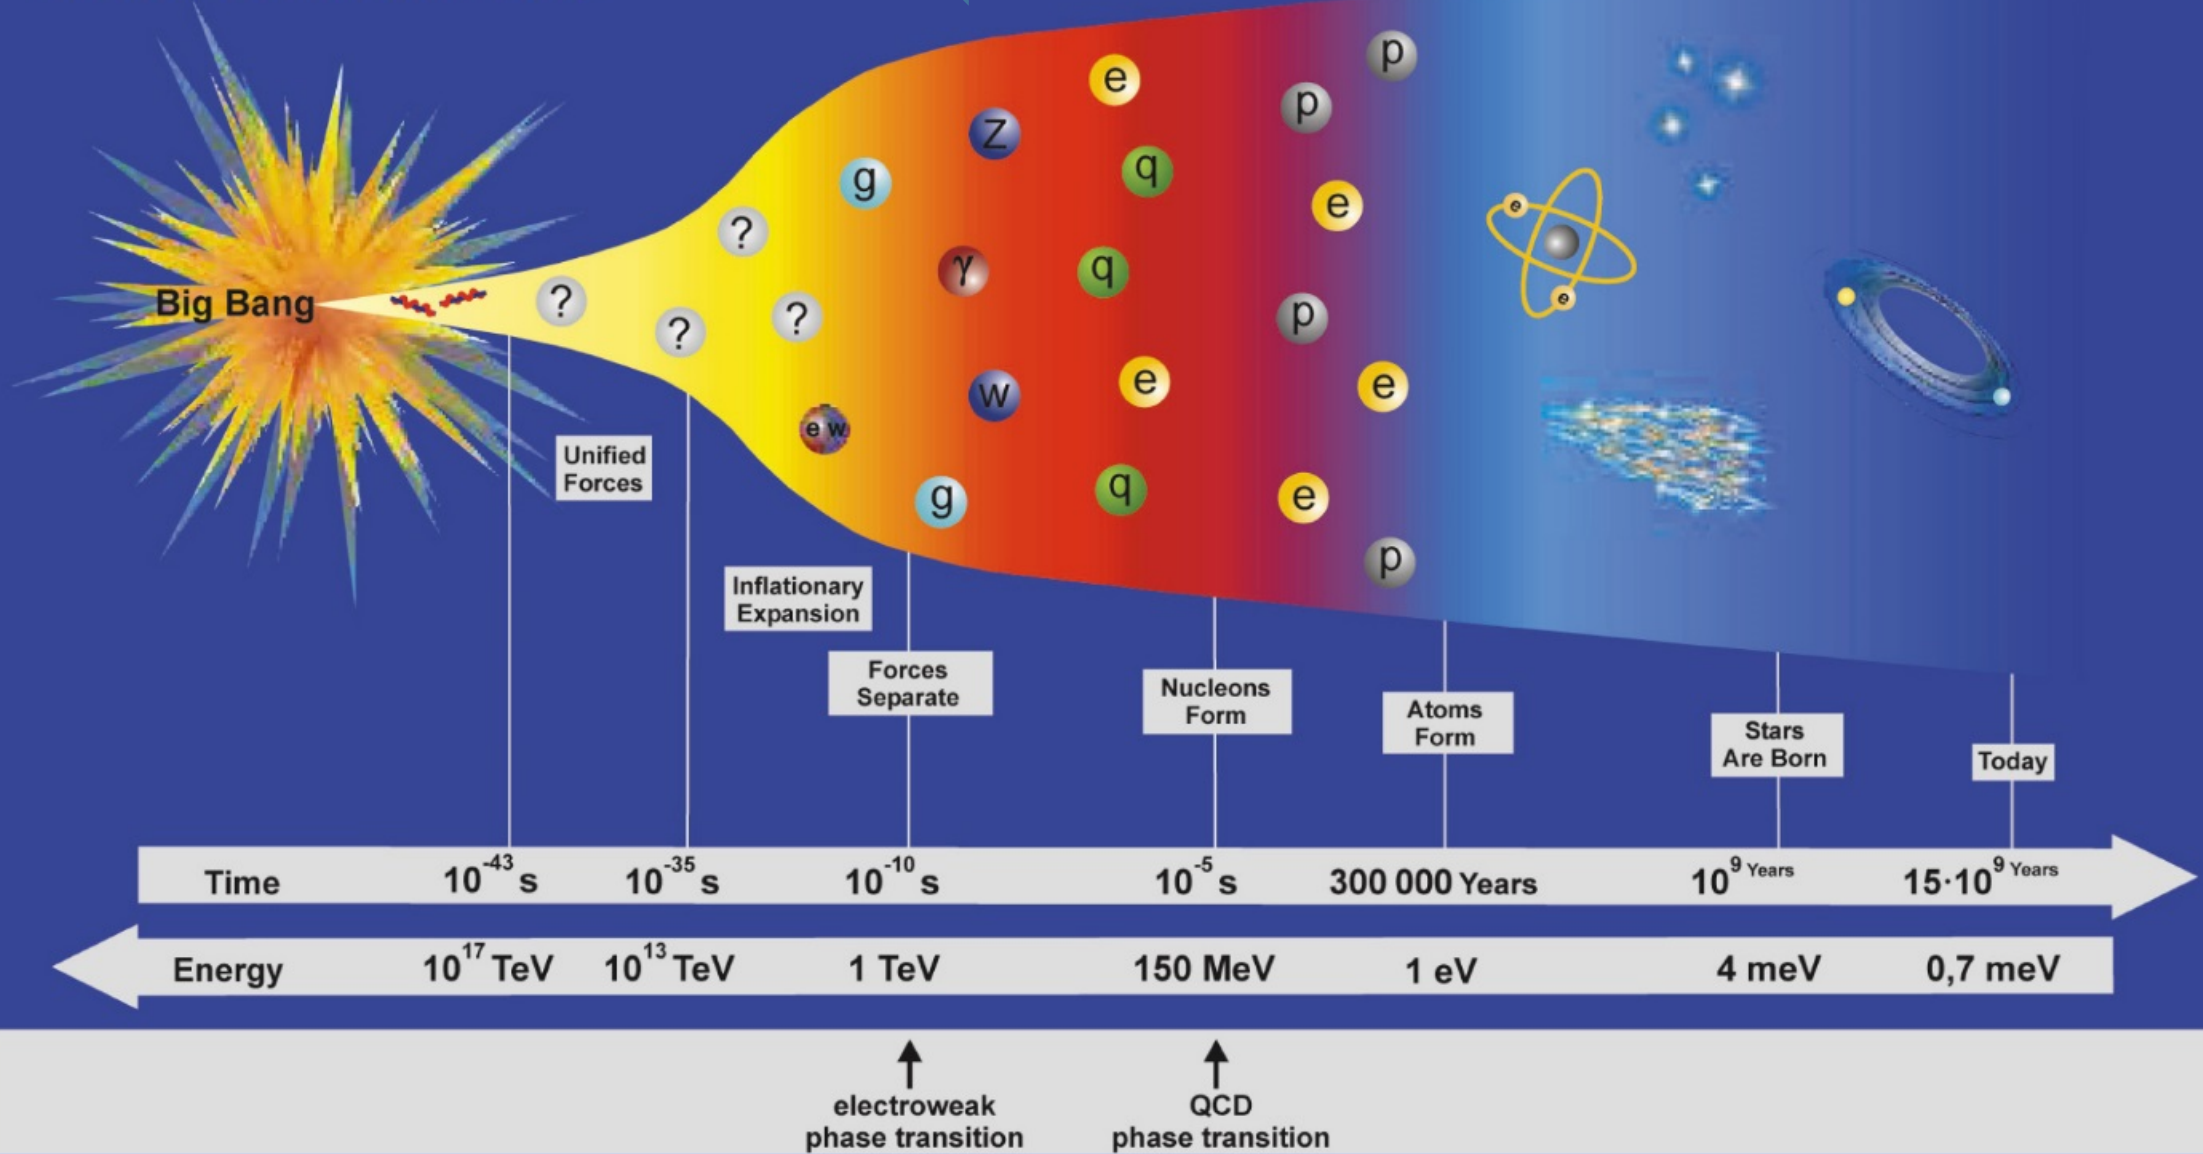 e
p
p
Z
q
g
e
?
γ
q
Big Bang
?
?
?
p
e
e
w
e
e w
q
e
g
p
e
e
Unified
Forces
Inflationary
Expansion
Forces
Separate
Nucleons
Form
Atoms
Form
Stars
Are Born
Today
Time 10⁻⁴³ s 10⁻³⁵ s 10⁻¹⁰ s 10⁻⁵ s 300 000 Years 10⁹ Years 15·10⁹ Years
Energy 10¹⁷ TeV 10¹³ TeV 1 TeV 150 MeV 1 eV 4 meV 0,7 meV
electroweak
phase transition
QCD
phase transition